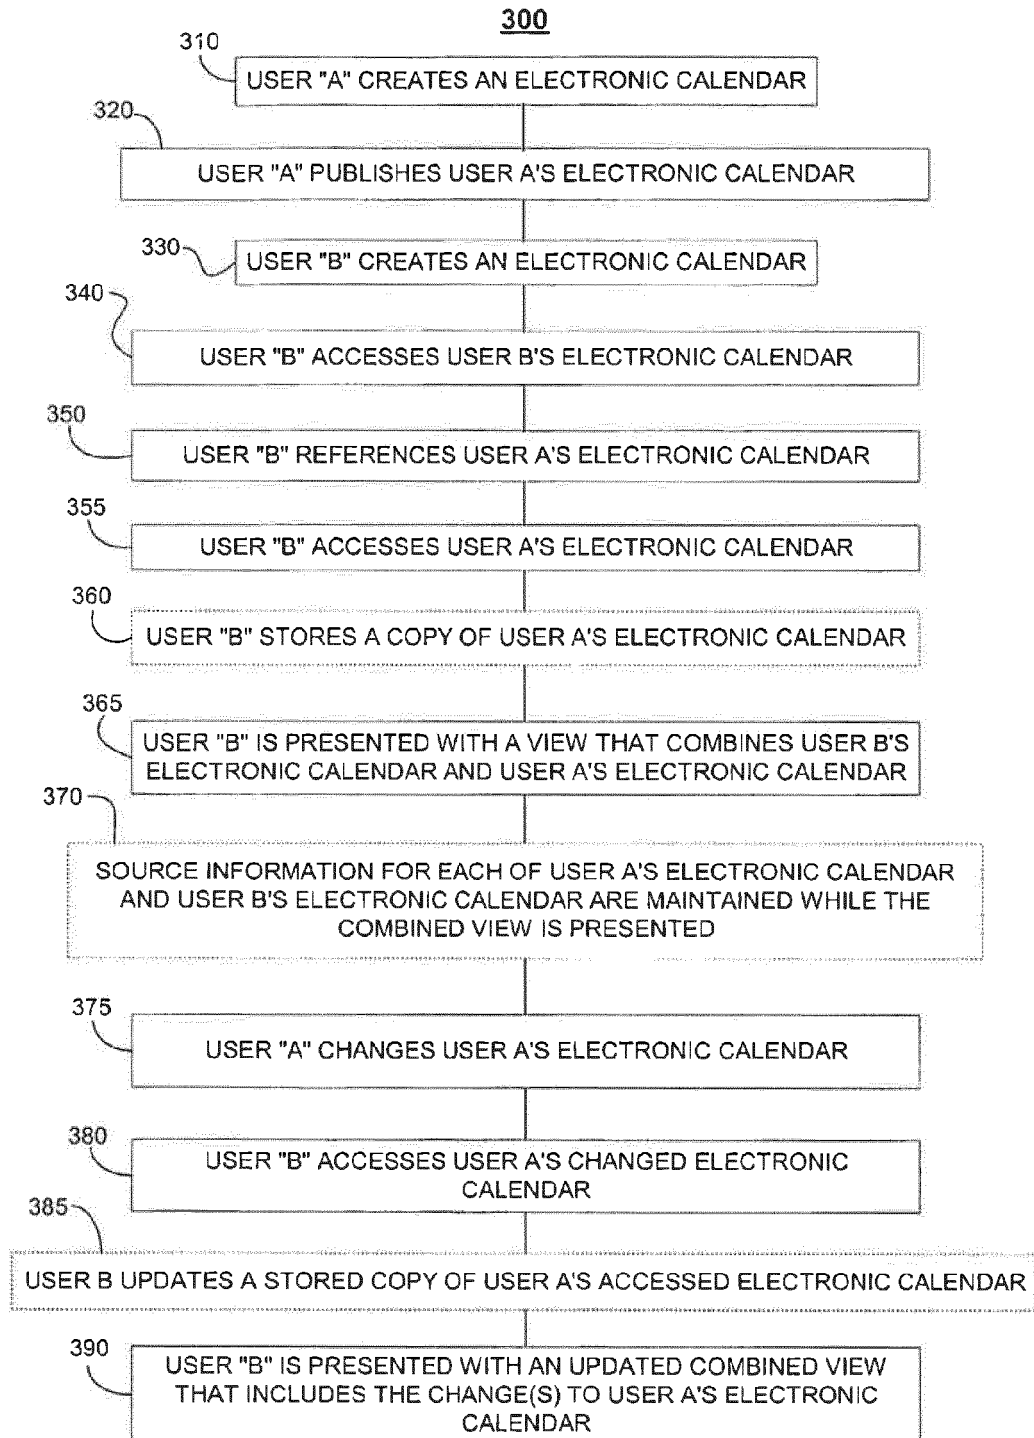 300
310
USER "A" CREATES AN ELECTRONIC CALENDAR
320
USER "A" PUBLISHES USER A'S ELECTRONIC CALENDAR
330
USER "B" CREATES AN ELECTRONIC CALENDAR
340
USER "B" ACCESSES USER B'S ELECTRONIC CALENDAR
350
USER "B" REFERENCES USER A'S ELECTRONIC CALENDAR
355
USER "B" ACCESSES USER A'S ELECTRONIC CALENDAR
360
USER "B" STORES A COPY OF USER A'S ELECTRONIC CALENDAR
365
USER "B" IS PRESENTED WITH A VIEW THAT COMBINES USER B'S
ELECTRONIC CALENDAR AND USER A'S ELECTRONIC CALENDAR
370
SOURCE INFORMATION FOR EACH OF USER A'S ELECTRONIC CALENDAR
AND USER B'S ELECTRONIC CALENDAR ARE MAINTAINED WHILE THE
COMBINED VIEW IS PRESENTED
375
USER "A" CHANGES USER A'S ELECTRONIC CALENDAR
380
USER "B" ACCESSES USER A'S CHANGED ELECTRONIC
CALENDAR
385
USER B UPDATES A STORED COPY OF USER A'S ACCESSED ELECTRONIC CALENDAR
390
USER "B" IS PRESENTED WITH AN UPDATED COMBINED VIEW
THAT INCLUDES THE CHANGE(S) TO USER A'S ELECTRONIC
CALENDAR